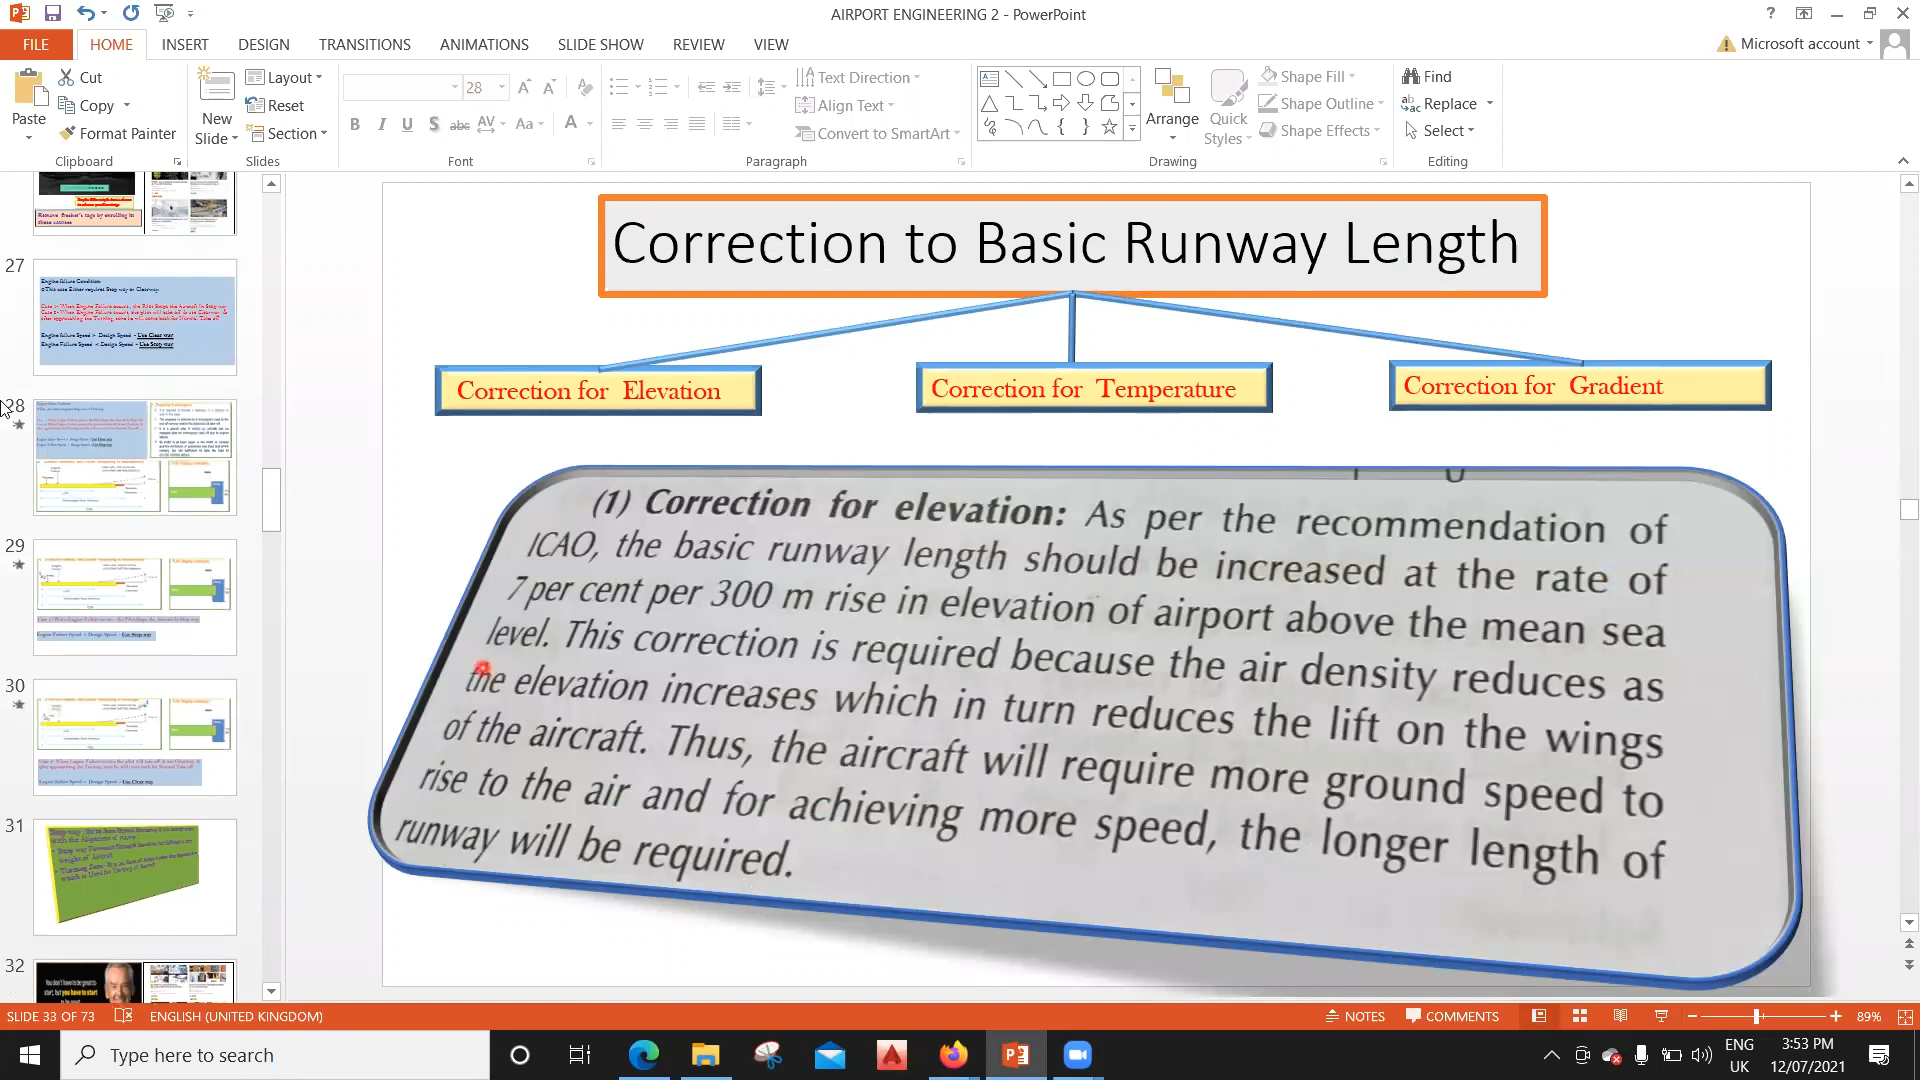 AIRPORT ENGINEERING 2 - PowerPoint
FILE HOME INSERT DESIGN TRANSITIONS ANIMATIONS SLIDE SHOW REVIEW VIEW Microsoft account
Cut Layout 28 Text Direction Shape Fill Find
Copy Reset Align Text Shape Outline Replace
Paste Format Painter New Slide Section Convert to SmartArt Arrange Quick Styles Shape Effects Select
Clipboard Slides Font Paragraph Drawing Editing
27
28
29
30
31
32
Correction to Basic Runway Length
Correction for Elevation
Correction for Temperature
Correction for Gradient
(1) Correction for elevation: As per the recommendation of
ICAO, the basic runway length should be increased at the rate of
7 per cent per 300 m rise in elevation of airport above the mean sea
level. This correction is required because the air density reduces as
the elevation increases which in turn reduces the lift on the wings
of the aircraft. Thus, the aircraft will require more ground speed to
rise to the air and for achieving more speed, the longer length of
runway will be required.
SLIDE 33 OF 73 ENGLISH (UNITED KINGDOM) NOTES COMMENTS 89%
Type here to search
ENG
UK
3:53 PM
12/07/2021